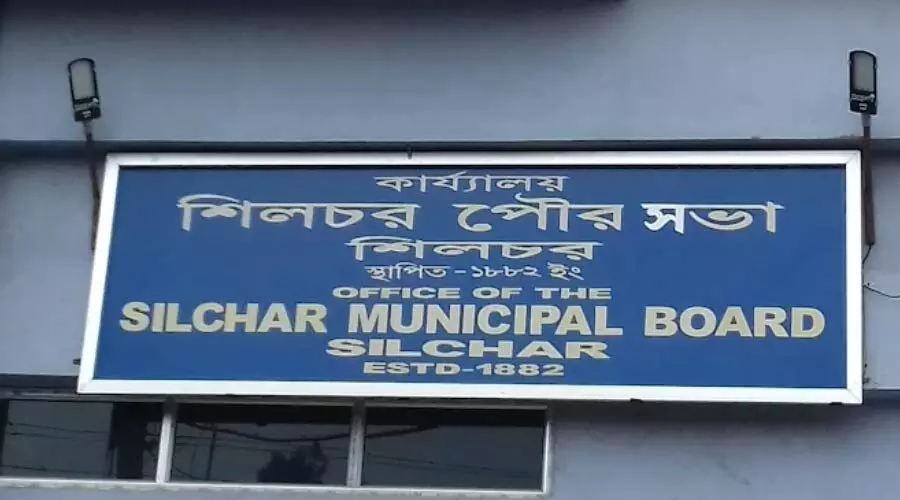 কাৰ্য্যালয়
শিলচর পৌর সভা
শিলচর
স্থাপিত - ১৮৮২ ইং
OFFICE OF THE
SILCHAR MUNICIPAL BOARD
SILCHAR
ESTD-1882